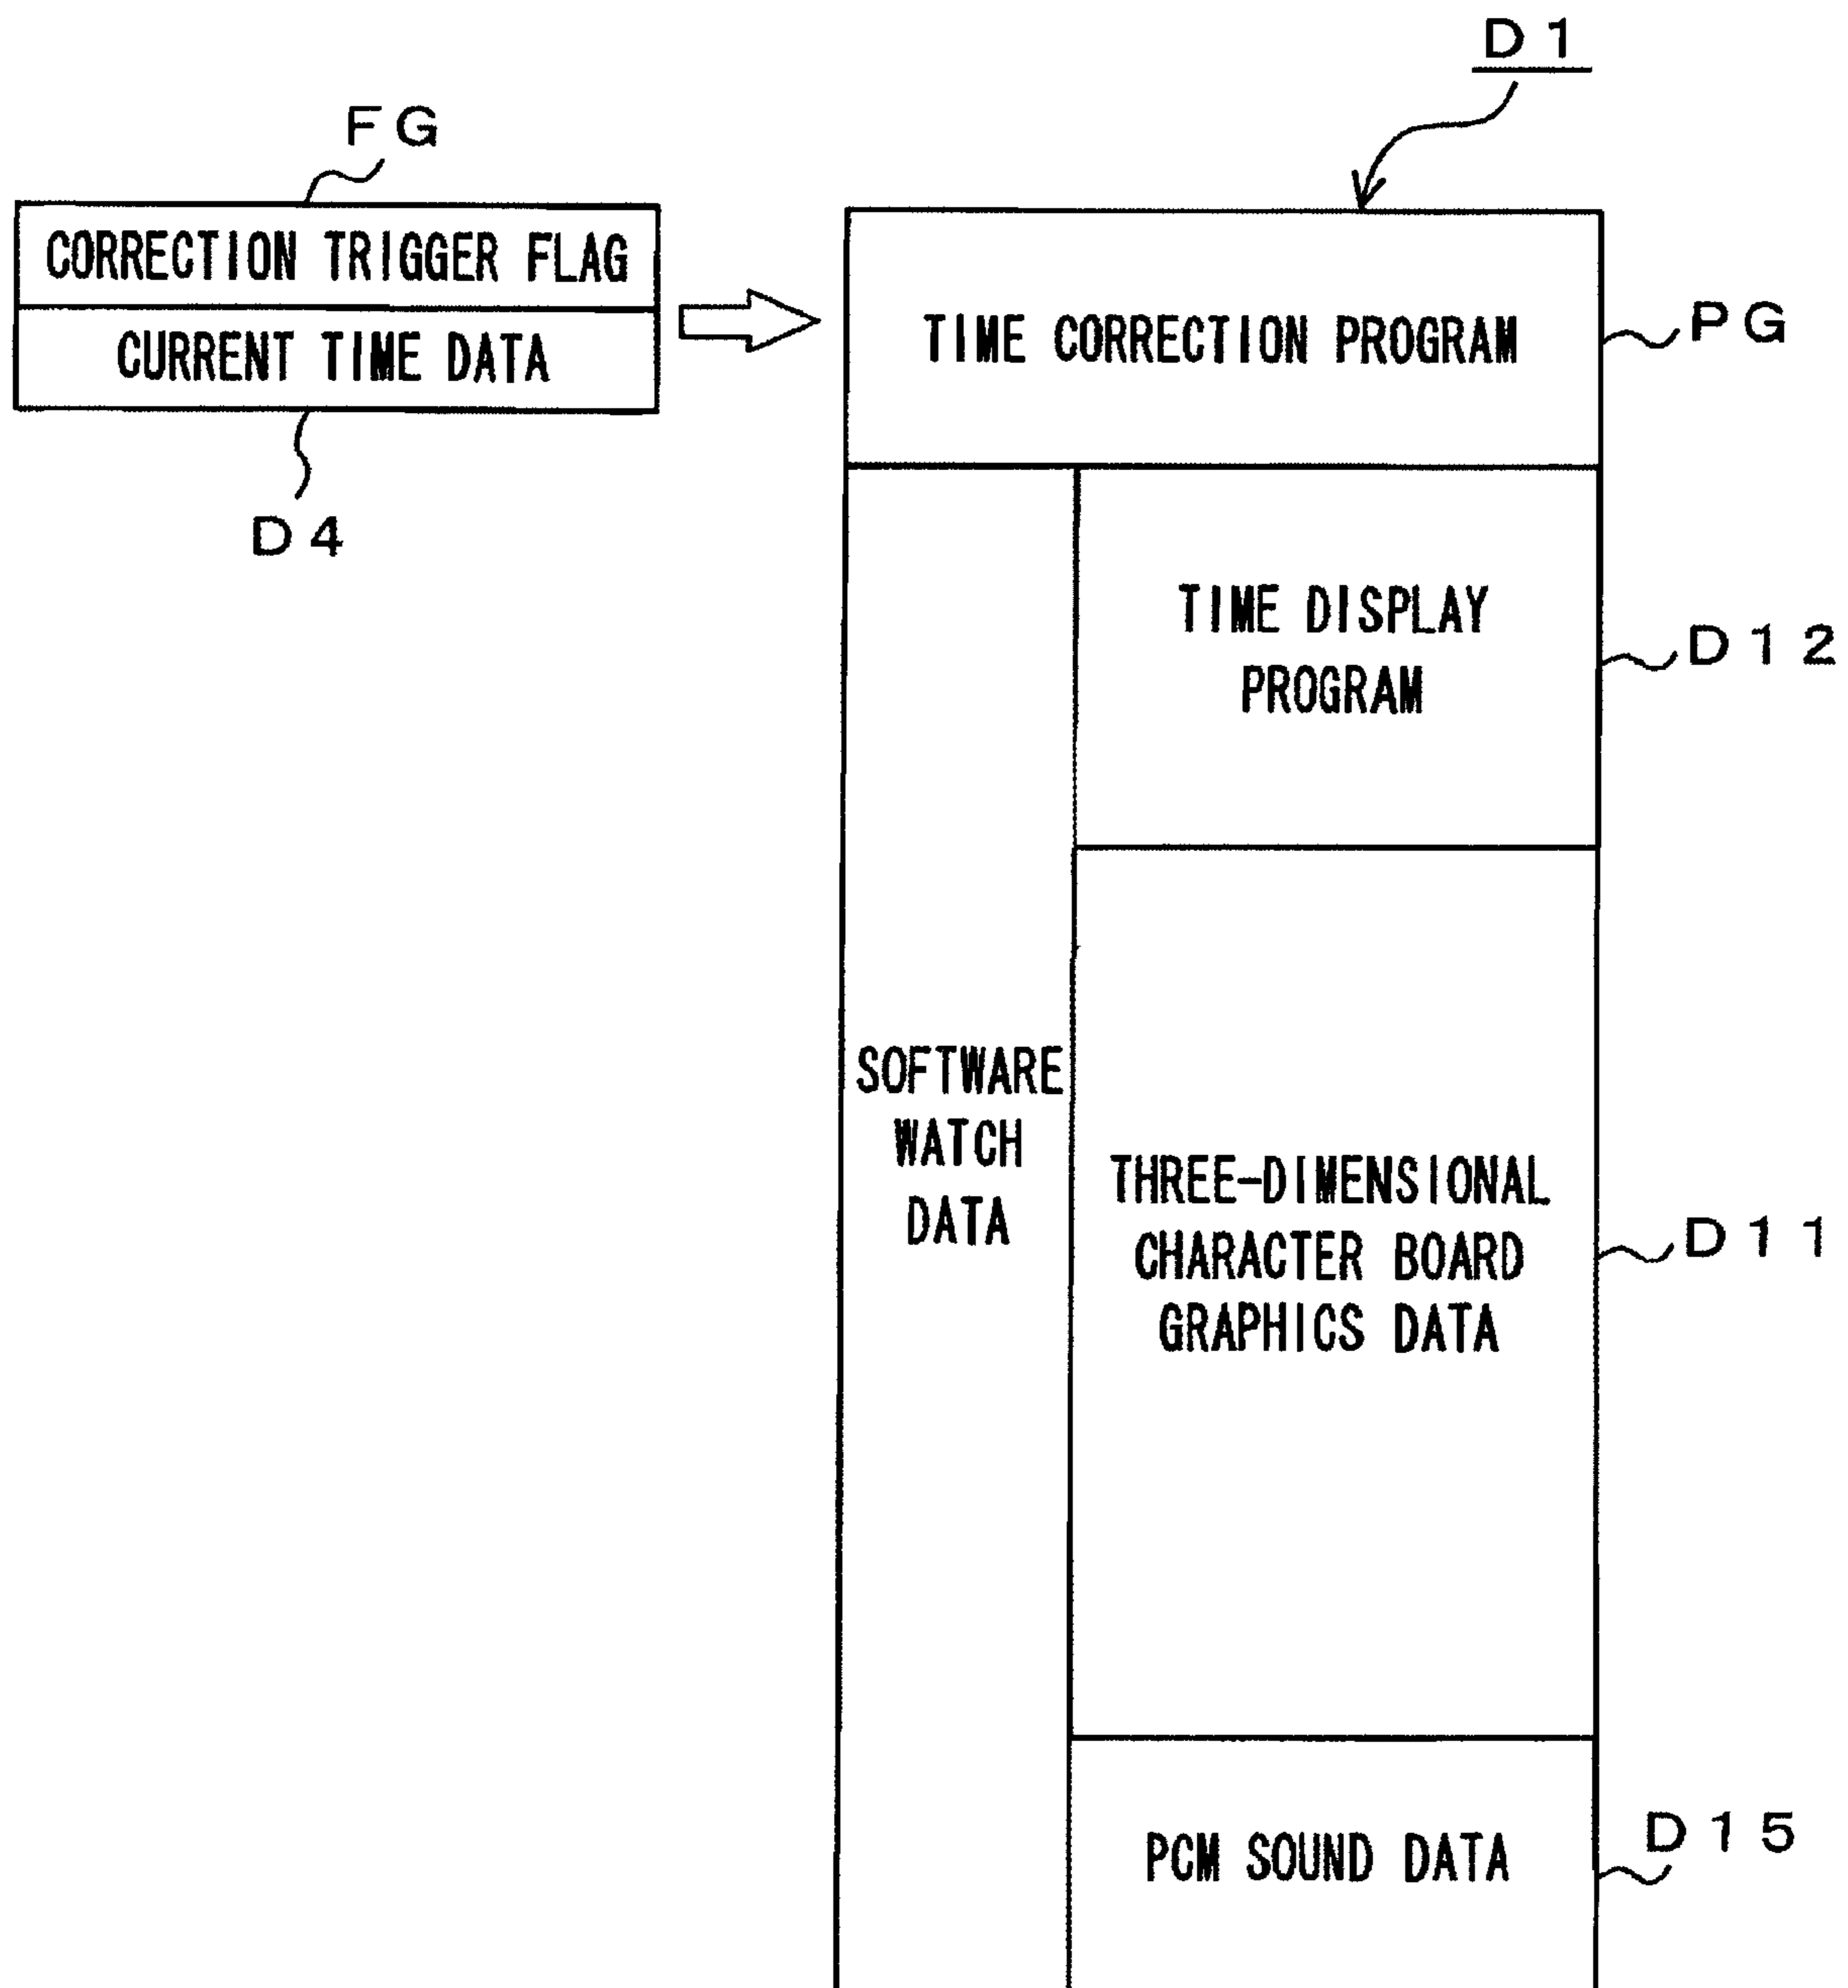 D1
FG
CORRECTION TRIGGER FLAG
CURRENT TIME DATA
D4
TIME CORRECTION PROGRAM
PG
TIME DISPLAY
PROGRAM
D12
SOFTWARE
WATCH
DATA
THREE-DIMENSIONAL
CHARACTER BOARD
GRAPHICS DATA
D11
PCM SOUND DATA
D15